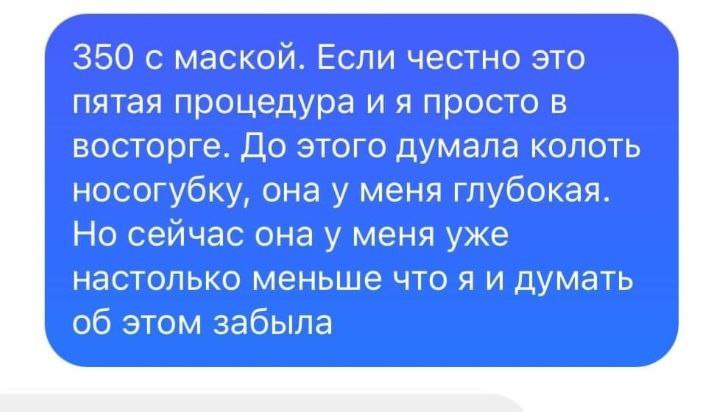 350 с маской. Если честно это
пятая процедура и я просто в
восторге. До этого думала колоть
носогубку, она у меня глубокая.
Но сейчас она у меня уже
настолько меньше что я и думать
об этом забыла